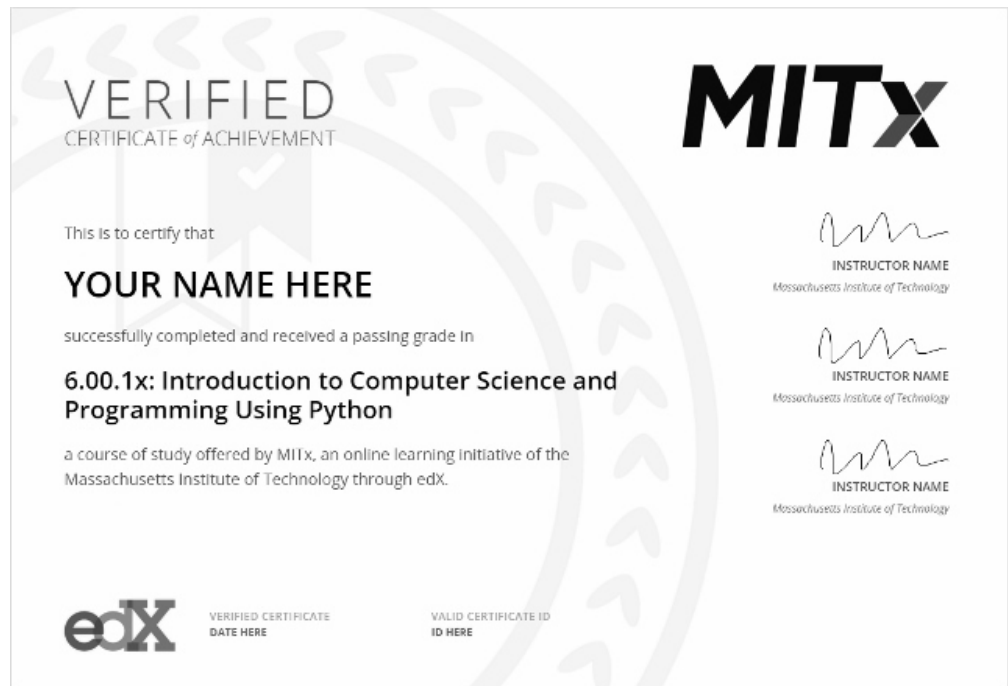 VERIFIED
CERTIFICATE of ACHIEVEMENT
MITx
This is to certify that
YOUR NAME HERE
successfully completed and received a passing grade in
6.00.1x: Introduction to Computer Science and
Programming Using Python
a course of study offered by MITx, an online learning initiative of the
Massachusetts Institute of Technology through edX.
INSTRUCTOR NAME
Massachusetts Institute of Technology
INSTRUCTOR NAME
Massachusetts Institute of Technology
INSTRUCTOR NAME
Massachusetts Institute of Technology
edX
VERIFIED CERTIFICATE
DATE HERE
VALID CERTIFICATE ID
ID HERE